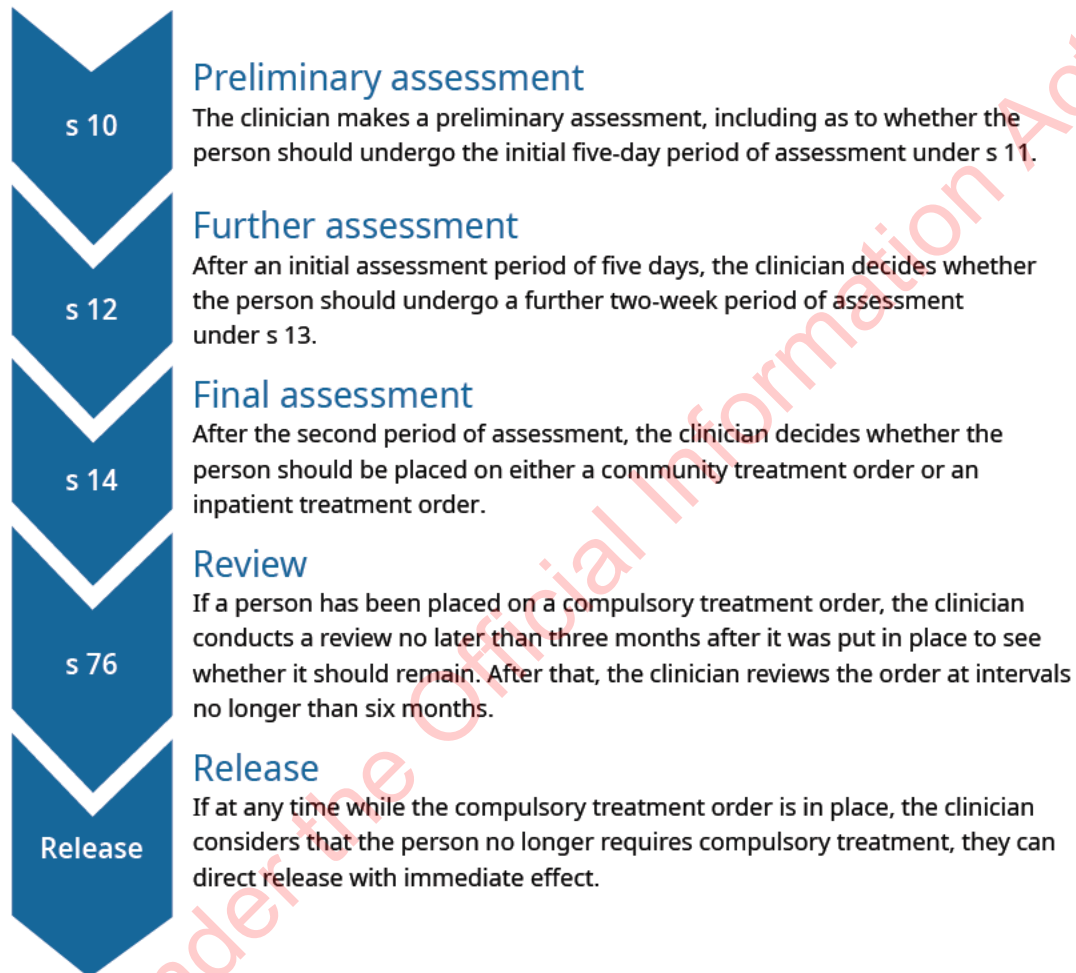 s 10
Preliminary assessment
The clinician makes a preliminary assessment, including as to whether the
person should undergo the initial five-day period of assessment under s 11.
s 12
Further assessment
After an initial assessment period of five days, the clinician decides whether
the person should undergo a further two-week period of assessment
under s 13.
s 14
Final assessment
After the second period of assessment, the clinician decides whether the
person should be placed on either a community treatment order or an
inpatient treatment order.
s 76
Review
If a person has been placed on a compulsory treatment order, the clinician
conducts a review no later than three months after it was put in place to see
whether it should remain. After that, the clinician reviews the order at intervals
no longer than six months.
Release
Release
If at any time while the compulsory treatment order is in place, the clinician
considers that the person no longer requires compulsory treatment, they can
direct release with immediate effect.
the Official Information